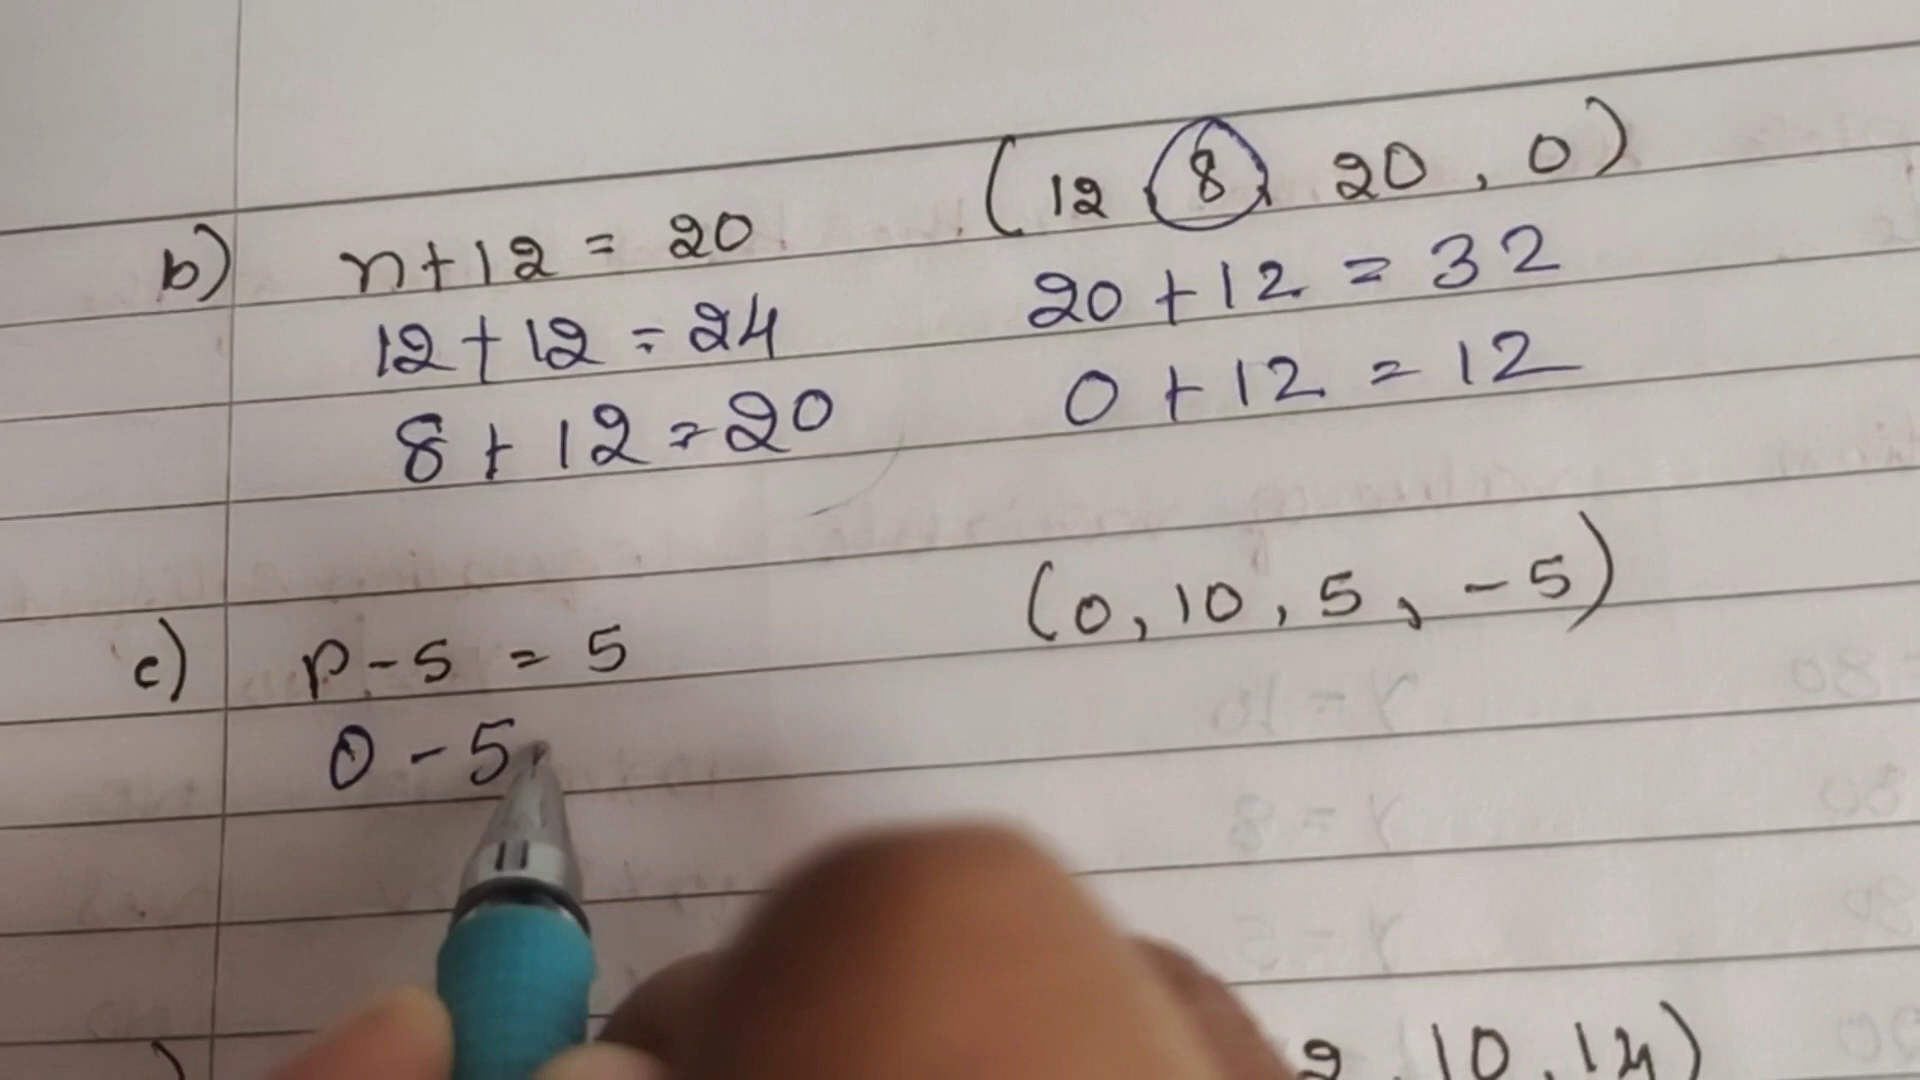 (12, 8, 20, 0)
b) n+12 = 20
12+12 = 24
20+12 = 32
8+12 = 20
0+12 = 12
c) p-5 = 5 (0, 10, 5, -5)
0-5
2, 10, 14)